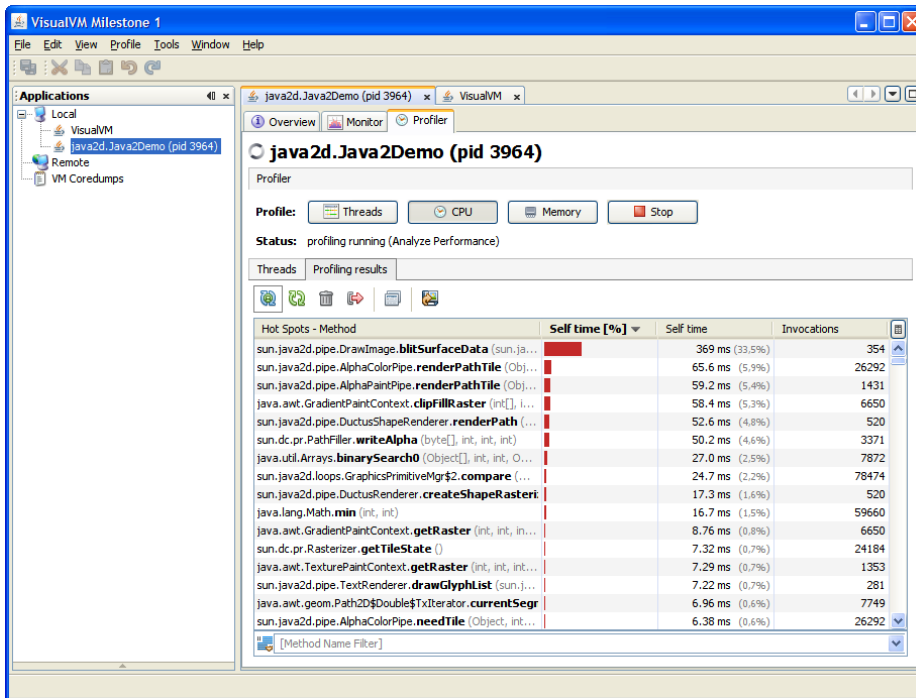 VisualVM Milestone 1
File Edit View Profile Tools Window Help
Applications
Local
VisualVM
java2d.Java2Demo (pid 3964)
Remote
VM Coredumps
java2d.Java2Demo (pid 3964) x VisualVM x
Overview Monitor Profiler
java2d.Java2Demo (pid 3964)
Profiler
Profile: Threads CPU Memory Stop
Status: profiling running (Analyze Performance)
Threads Profiling results
Hot Spots - Method Self time [%] Self time Invocations
sun.java2d.pipe.DrawImage.blitSurfaceData (sun.ja... 369 ms (33,5%) 354
sun.java2d.pipe.AlphaColorPipe.renderPathTile (Obj... 65.6 ms (5,9%) 26292
sun.java2d.pipe.AlphaPaintPipe.renderPathTile (Obj... 59.2 ms (5,4%) 1431
java.awt.GradientPaintContext.clipFillRaster (int[], i... 58.4 ms (5,3%) 6650
sun.java2d.pipe.DuctusShapeRenderer.renderPath (... 52.6 ms (4,8%) 520
sun.dc.pr.PathFiller.writeAlpha (byte[], int, int, int) 50.2 ms (4,6%) 3371
java.util.Arrays.binarySearch0 (Object[], int, int, O... 27.0 ms (2,5%) 7872
sun.java2d.loops.GraphicsPrimitiveMgr$2.compare (... 24.7 ms (2,2%) 78474
sun.java2d.pipe.DuctusRenderer.createShapeRasteri: 17.3 ms (1,6%) 520
java.lang.Math.min (int, int) 16.7 ms (1,5%) 59660
java.awt.GradientPaintContext.getRaster (int, int, in... 8.76 ms (0,8%) 6650
sun.dc.pr.Rasterizer.getTileState () 7.32 ms (0,7%) 24184
java.awt.TexturePaintContext.getRaster (int, int, int... 7.29 ms (0,7%) 1353
sun.java2d.pipe.TextRenderer.drawGlyphList (sun.j... 7.22 ms (0,7%) 281
java.awt.geom.Path2D$Double$TxIterator.currentSegr 6.96 ms (0,6%) 7749
sun.java2d.pipe.AlphaColorPipe.needTile (Object, int... 6.38 ms (0,6%) 26292
[Method Name Filter]